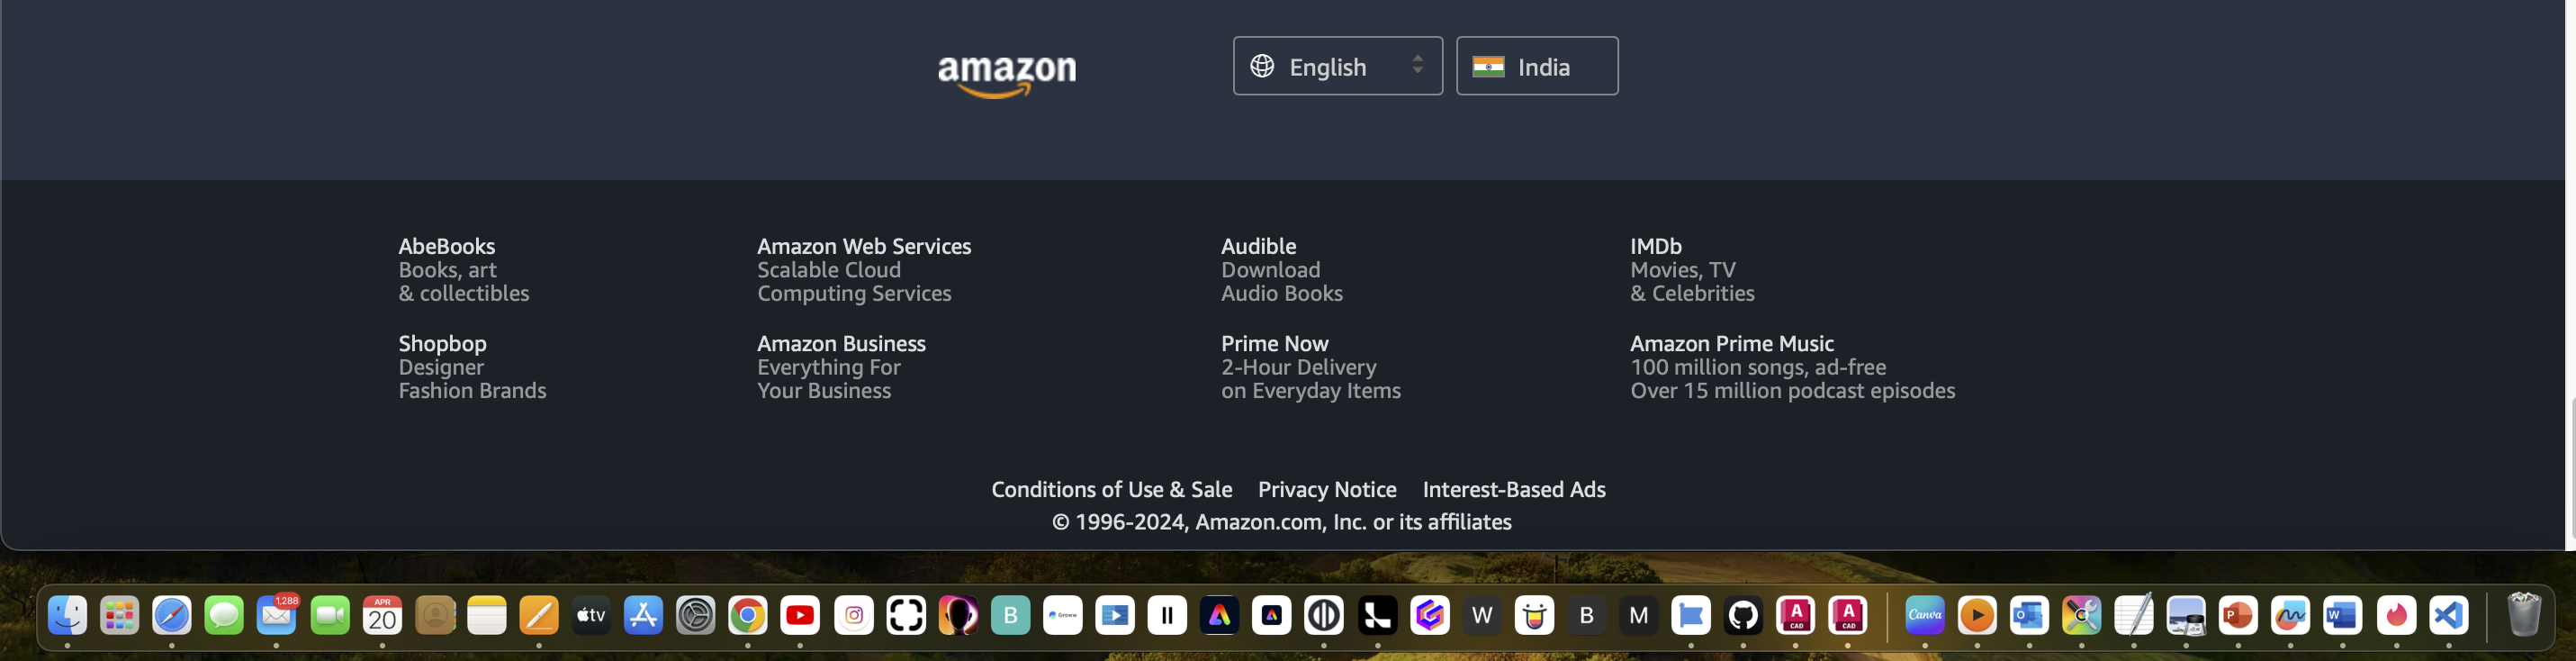 amazon
English
India
AbeBooks
Books, art
& collectibles
Amazon Web Services
Scalable Cloud
Computing Services
Audible
Download
Audio Books
IMDb
Movies, TV
& Celebrities
Shopbop
Designer
Fashion Brands
Amazon Business
Everything For
Your Business
Prime Now
2-Hour Delivery
on Everyday Items
Amazon Prime Music
100 million songs, ad-free
Over 15 million podcast episodes
Conditions of Use & Sale Privacy Notice Interest-Based Ads
© 1996-2024, Amazon.com, Inc. or its affiliates
1,288
APR
20
tv
B
Groww
W
B
M
A
CAD
A
CAD
Canva
O
P
W